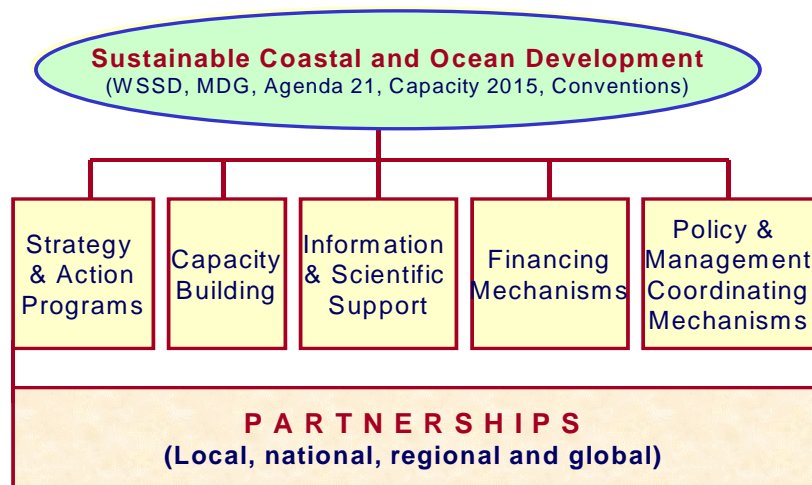 Sustainable Coastal and Ocean Development
(WSSD, MDG, Agenda 21, Capacity 2015, Conventions)
Strategy
& Action
Programs
Capacity
Building
Information
& Scientific
Support
Financing
Mechanisms
Policy &
Management
Coordinating
Mechanisms
PARTNERSHIPS
(Local, national, regional and global)